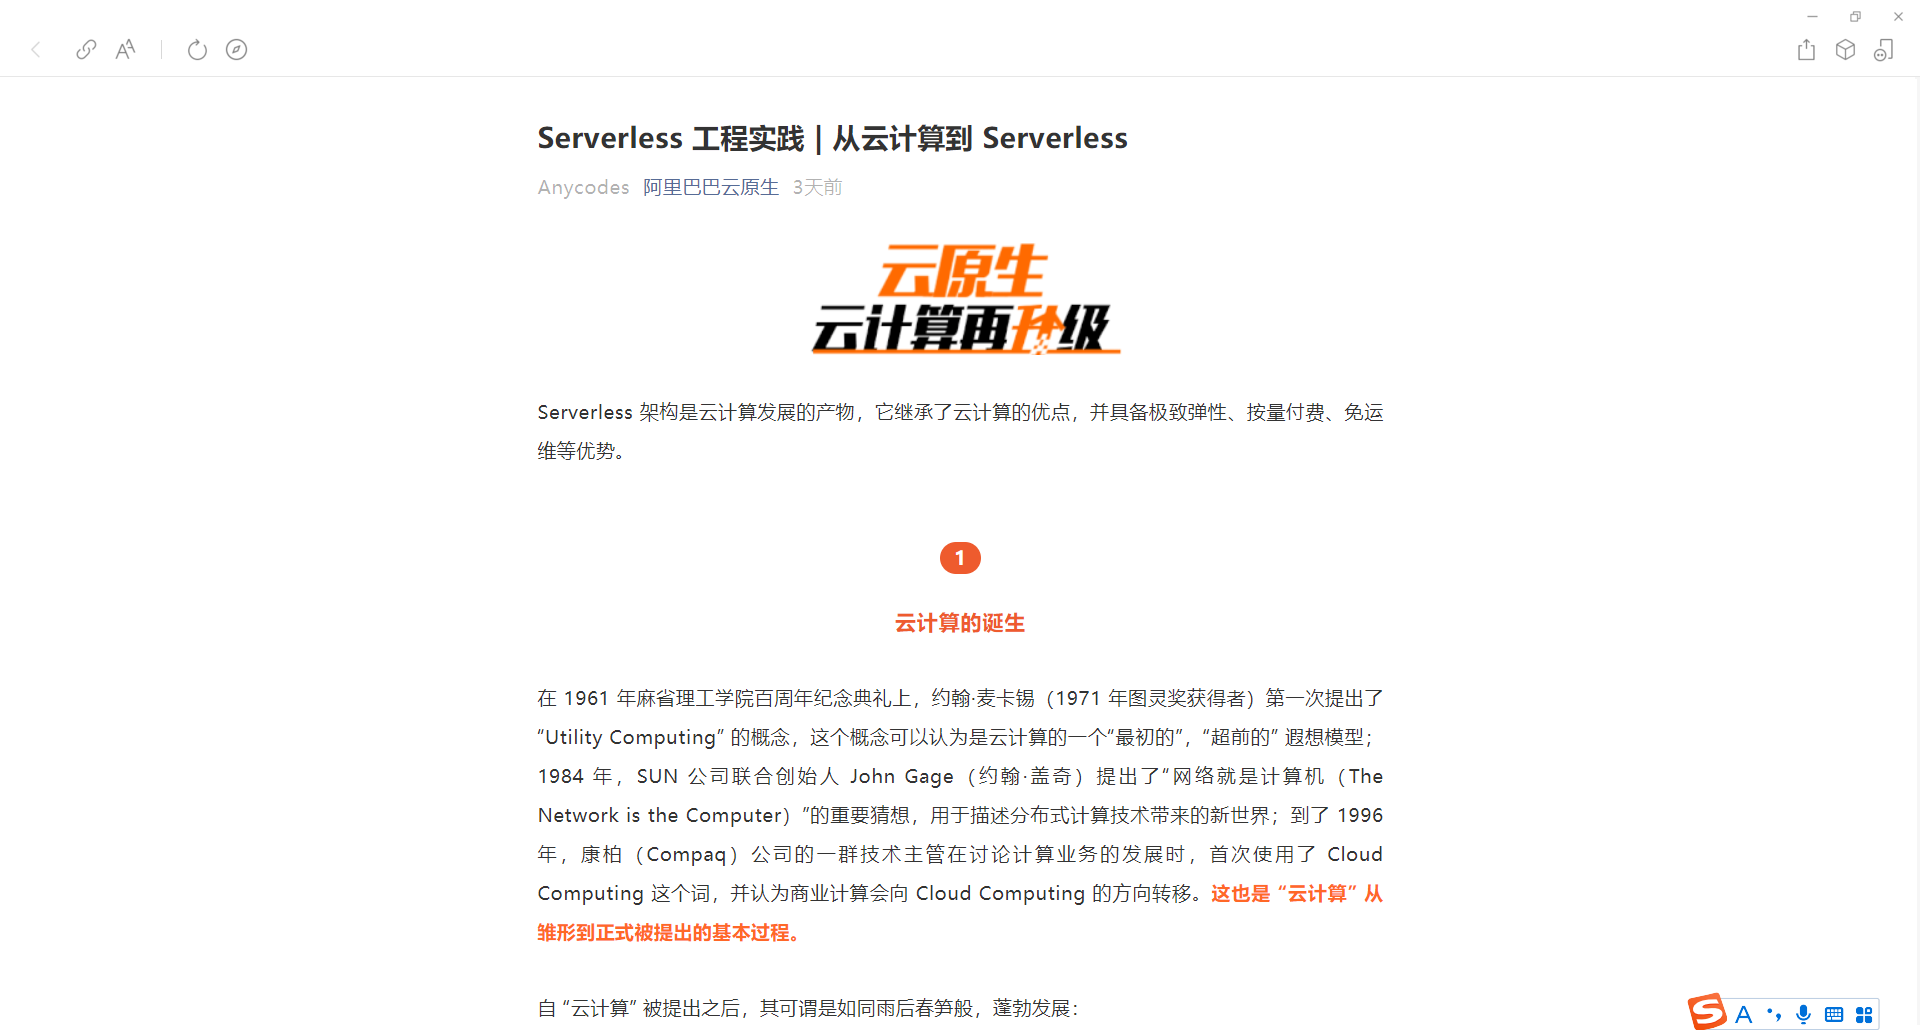 Serverless 工程实践 | 从云计算到 Serverless
Anycodes 阿里巴巴云原生 3天前
云原生
云计算再升级
Serverless 架构是云计算发展的产物，它继承了云计算的优点，并具备极致弹性、按量付费、免运
维等优势。
1
云计算的诞生
在 1961 年麻省理工学院百周年纪念典礼上，约翰·麦卡锡（1971 年图灵奖获得者）第一次提出了
“Utility Computing” 的概念，这个概念可以认为是云计算的一个“最初的”，“超前的” 遐想模型；
1984 年，SUN 公司联合创始人 John Gage（约翰·盖奇）提出了“网络就是计算机（The
Network is the Computer）”的重要猜想，用于描述分布式计算技术带来的新世界；到了 1996
年，康柏（Compaq）公司的一群技术主管在讨论计算业务的发展时，首次使用了 Cloud
Computing 这个词，并认为商业计算会向 Cloud Computing 的方向转移。这也是 “云计算” 从
雏形到正式被提出的基本过程。
自 “云计算” 被提出之后，其可谓是如同雨后春笋般，蓬勃发展：
S A